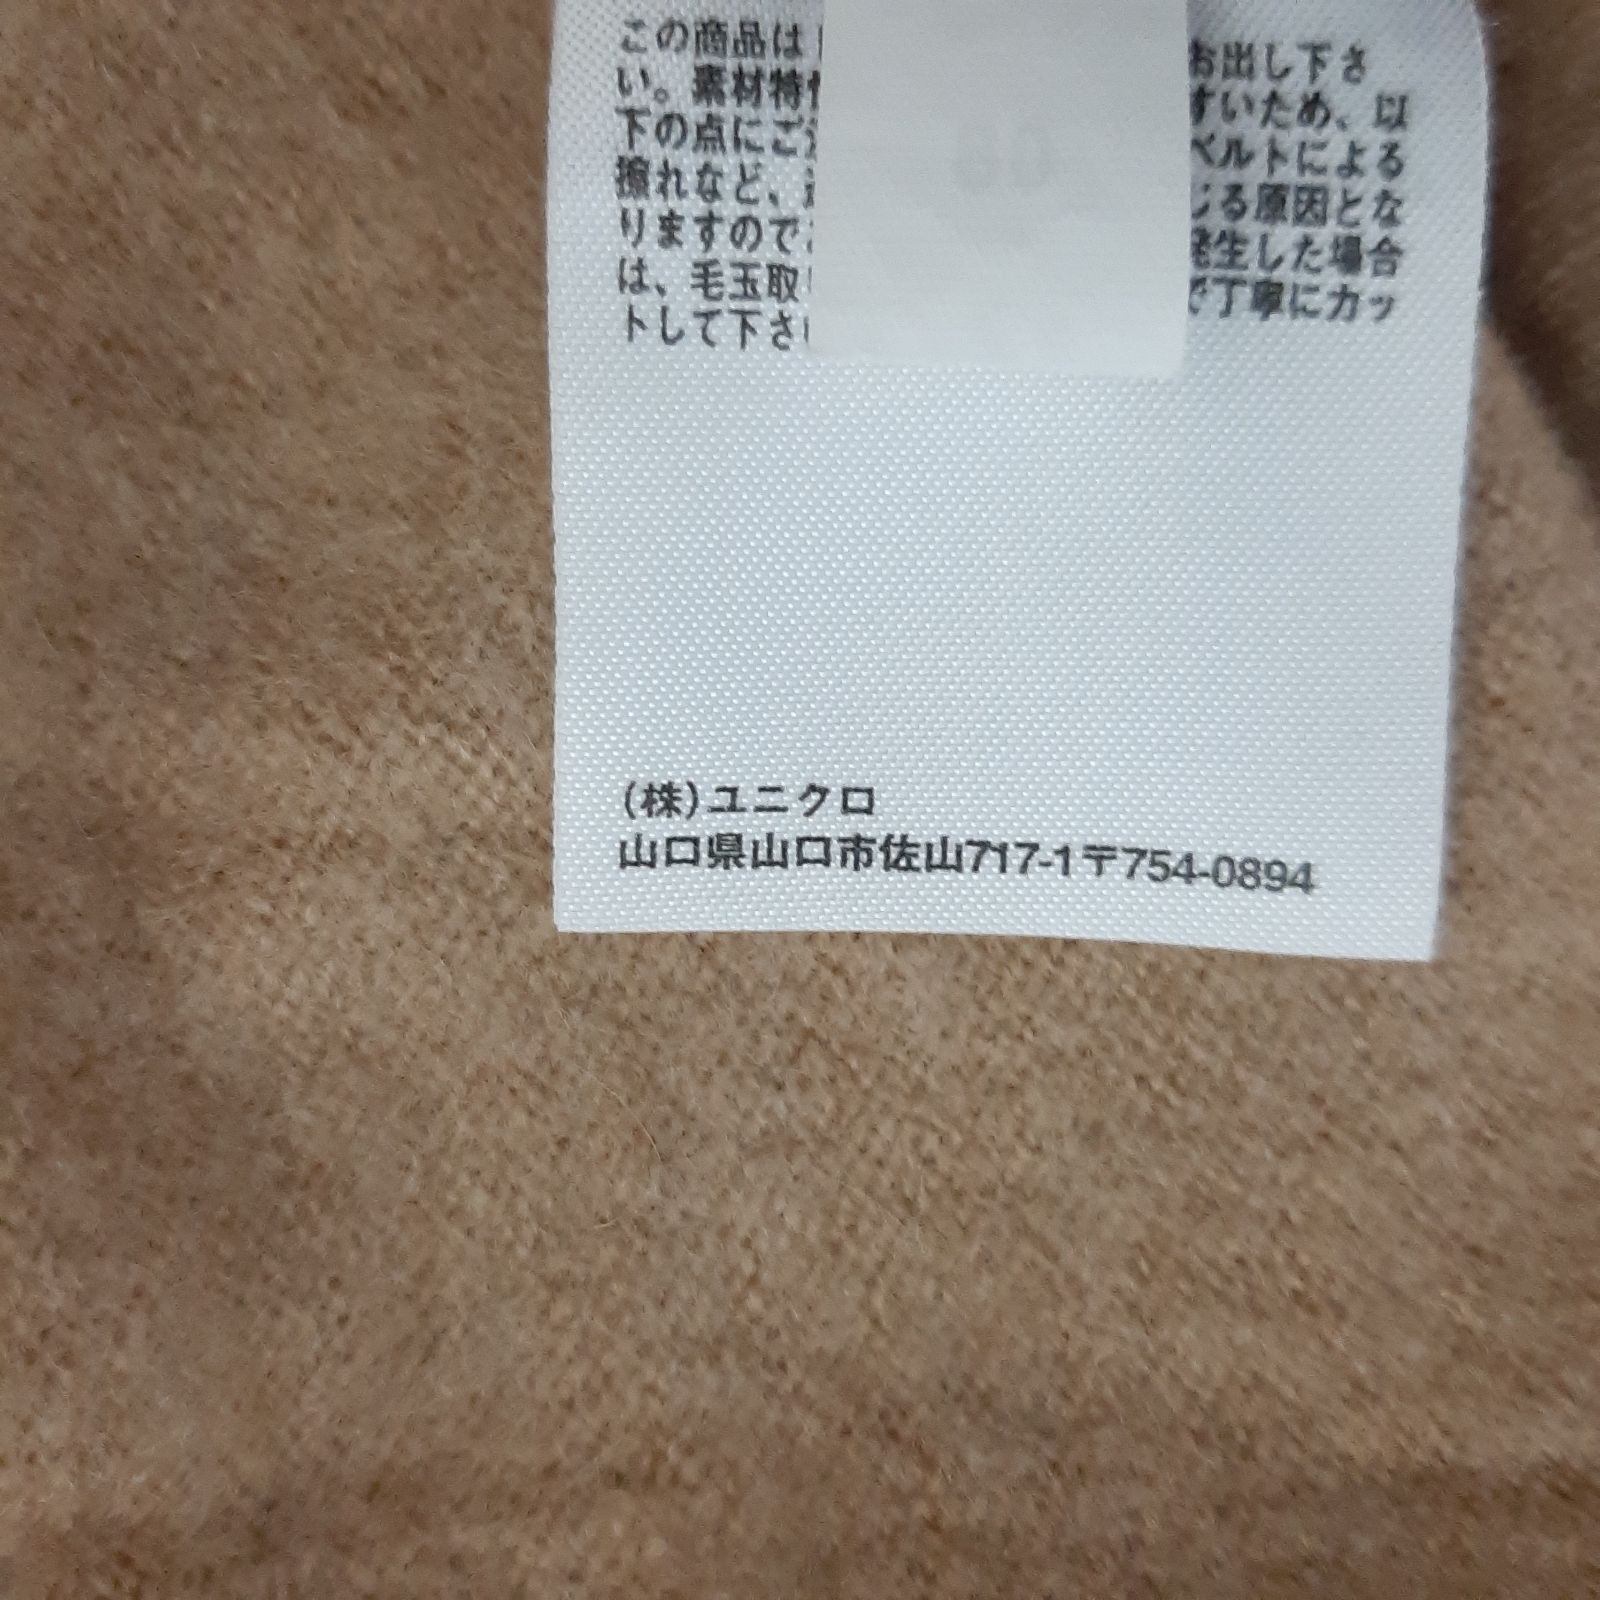 この商品は お出し下さ
い。素材特 すいため、以
下の点にご ベルトによる
擦れなど、 じる原因とな
りますので 発生した場合
は、毛玉取 で丁寧にカッ
トして下さ
(株)ユニクロ
山口県山口市佐山717-1〒754-0894